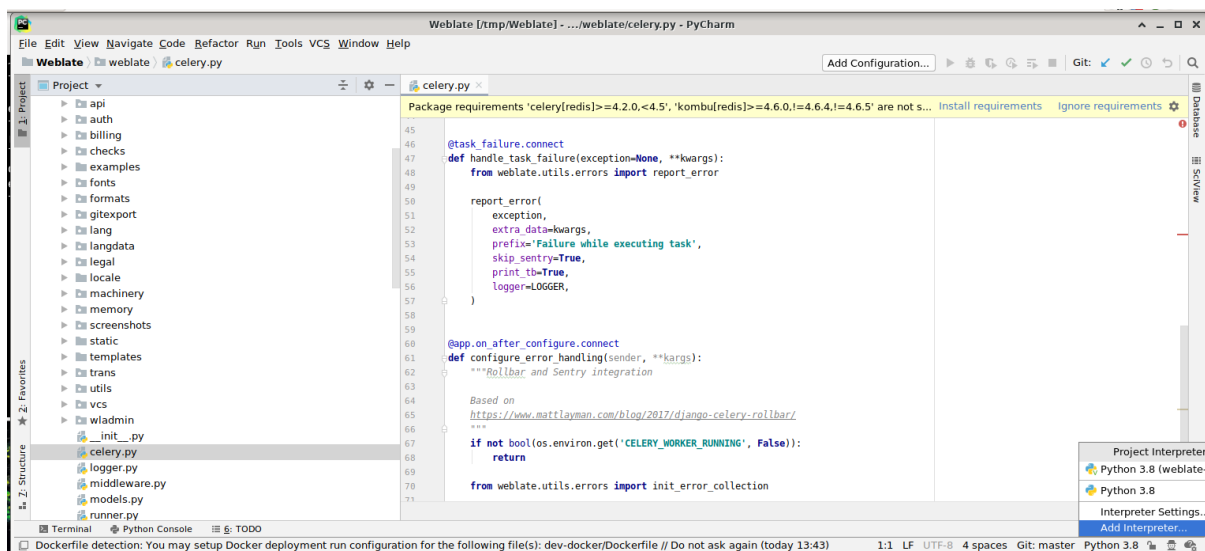 Weblate [/tmp/Weblate] - .../weblate/celery.py - PyCharm
File Edit View Navigate Code Refactor Run Tools VCS Window Help
Weblate weblate celery.py
Add Configuration... Git:
1: Project
Project
celery.py
api
auth
billing
checks
examples
fonts
formats
gitexport
lang
langdata
legal
locale
machinery
memory
screenshots
static
templates
trans
utils
vcs
wladmin
__init__.py
celery.py
logger.py
middleware.py
models.py
runner.py
2: Favorites
7: Structure
Package requirements 'celery[redis]>=4.2.0,<4.5', 'kombu[redis]>=4.6.0,!=4.6.4,!=4.6.5' are not s... Install requirements Ignore requirements
45
46 @task_failure.connect
47 def handle_task_failure(exception=None, **kwargs):
48 from weblate.utils.errors import report_error
49
50 report_error(
51 exception,
52 extra_data=kwargs,
53 prefix='Failure while executing task',
54 skip_sentry=True,
55 print_tb=True,
56 logger=LOGGER,
57 )
58
59
60 @app.on_after_configure.connect
61 def configure_error_handling(sender, **kargs):
62 """Rollbar and Sentry integration
63
64 Based on
65 https://www.mattlayman.com/blog/2017/django-celery-rollbar/
66 """
67 if not bool(os.environ.get('CELERY_WORKER_RUNNING', False)):
68 return
69
70 from weblate.utils.errors import init_error_collection
71
Database
SciView
Project Interpreter
Python 3.8 (weblate-
Python 3.8
Interpreter Settings...
Add Interpreter...
Terminal Python Console 6: TODO
Dockerfile detection: You may setup Docker deployment run configuration for the following file(s): dev-docker/Dockerfile // Do not ask again (today 13:43) 1:1 LF UTF-8 4 spaces Git: master Python 3.8